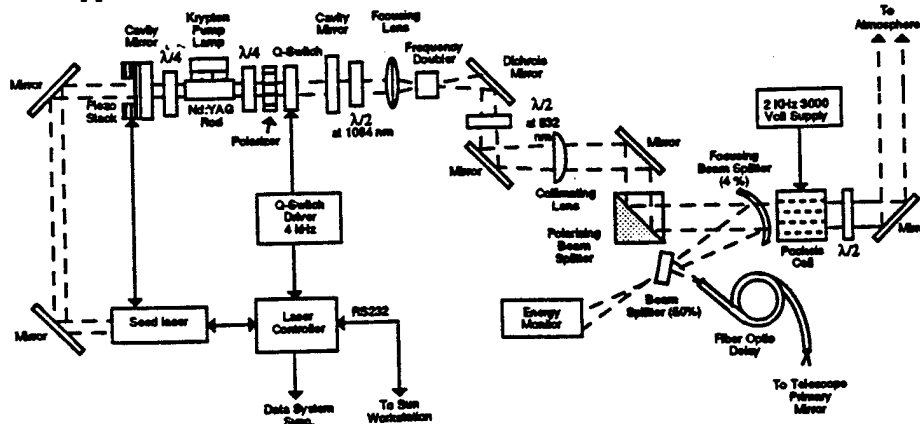 Cavity
Mirror
λ/4
Krypton
Pump
Lamp
λ/4
Q-Switch
Cavity
Mirror
Focusing
Lens
Frequency
Doubler
Dichroic
Mirror
To
Atmosphere
Mirror
Piezo
Stack
Nd:YAG
Rod
Polarizer
λ/2
at 1064 nm
λ/2
at 532
nm
Mirror
Collimating
Lens
Mirror
2 KHz 3000
Volt Supply
Focusing
Beam Splitter
(4%)
Polarizing
Beam
Splitter
Pockels
Cell
λ/2
Q-Switch
Driver
4 kHz
Mirror
Seed laser
Laser
Controller
RS232
Energy
Monitor
Beam
Splitter (50%)
Fiber Optic
Delay
To Telescope
Primary
Mirror
Data System
Sync.
To Sun
Workstation